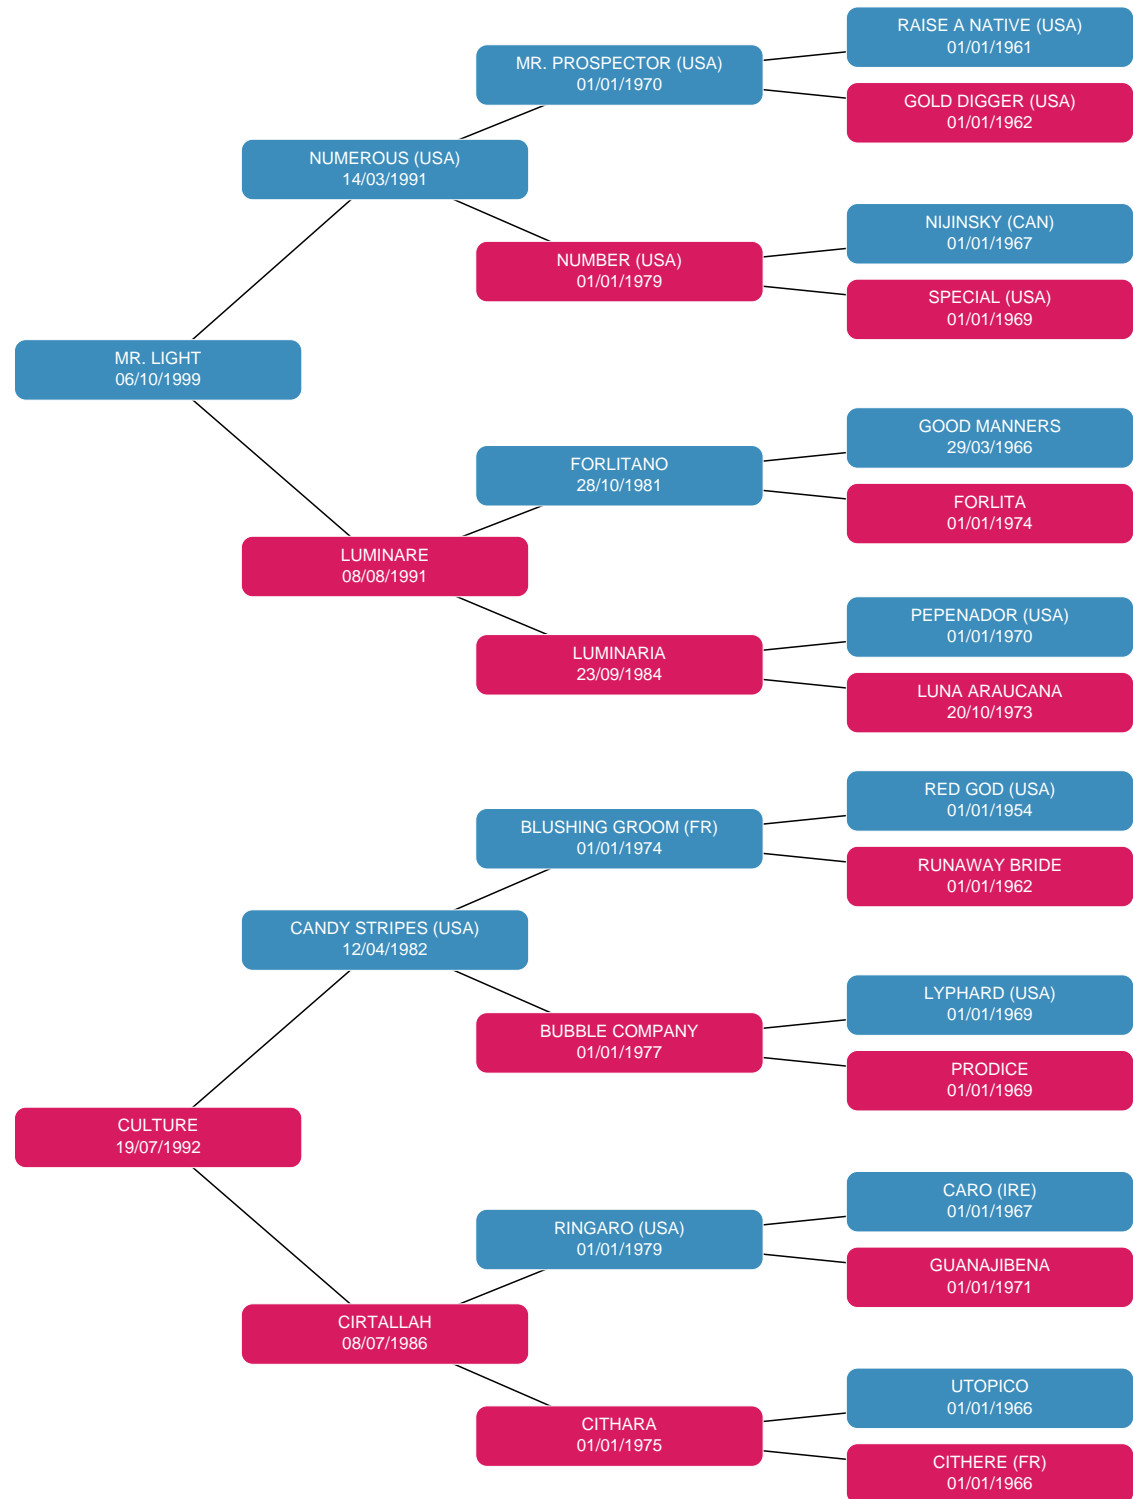 RAISE A NATIVE (USA)
01/01/1961
MR. PROSPECTOR (USA)
01/01/1970
GOLD DIGGER (USA)
01/01/1962
NUMEROUS (USA)
14/03/1991
NIJINSKY (CAN)
01/01/1967
NUMBER (USA)
01/01/1979
SPECIAL (USA)
01/01/1969
MR. LIGHT
06/10/1999
GOOD MANNERS
29/03/1966
FORLITANO
28/10/1981
FORLITA
01/01/1974
LUMINARE
08/08/1991
PEPENADOR (USA)
01/01/1970
LUMINARIA
23/09/1984
LUNA ARAUCANA
20/10/1973
RED GOD (USA)
01/01/1954
BLUSHING GROOM (FR)
01/01/1974
RUNAWAY BRIDE
01/01/1962
CANDY STRIPES (USA)
12/04/1982
LYPHARD (USA)
01/01/1969
BUBBLE COMPANY
01/01/1977
PRODICE
01/01/1969
CULTURE
19/07/1992
CARO (IRE)
01/01/1967
RINGARO (USA)
01/01/1979
GUANAJIBENA
01/01/1971
CIRTALLAH
08/07/1986
UTOPICO
01/01/1966
CITHARA
01/01/1975
CITHERE (FR)
01/01/1966